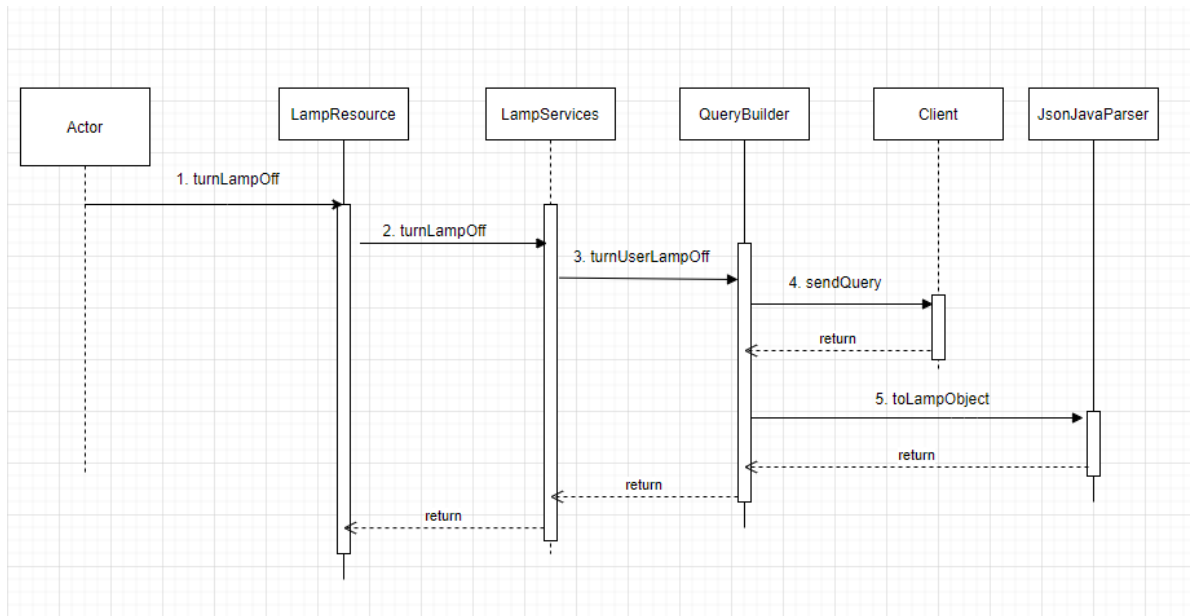 Actor
LampResource
LampServices
QueryBuilder
Client
JsonJavaParser
1. turnLampOff
2. turnLampOff
3. turnUserLampOff
4. sendQuery
return
5. toLampObject
return
return
return